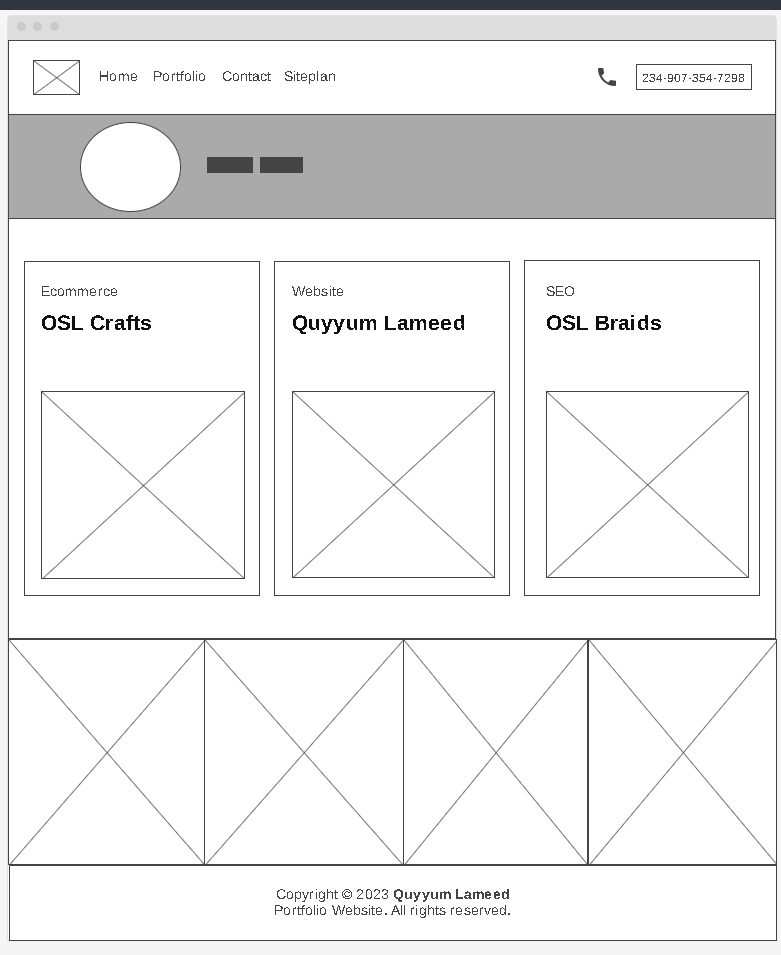 Home Portfolio Contact Siteplan 234-907-354-7298
Ecommerce
OSL Crafts
Website
Quyyum Lameed
SEO
OSL Braids
Copyright © 2023 Quyyum Lameed
Portfolio Website. All rights reserved.